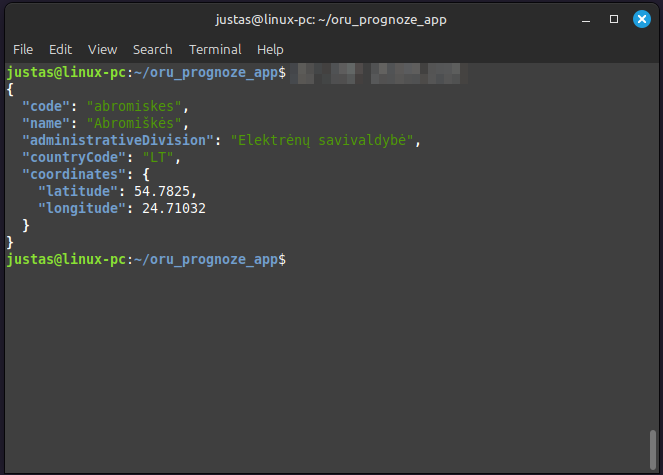 justas@linux-pc: ~/oru_prognoze_app
File Edit View Search Terminal Help
justas@linux-pc:~/oru_prognoze_app$
{
  "code": "abromiskes",
  "name": "Abromiškės",
  "administrativeDivision": "Elektrėnų savivaldybė",
  "countryCode": "LT",
  "coordinates": {
    "latitude": 54.7825,
    "longitude": 24.71032
  }
}
justas@linux-pc:~/oru_prognoze_app$